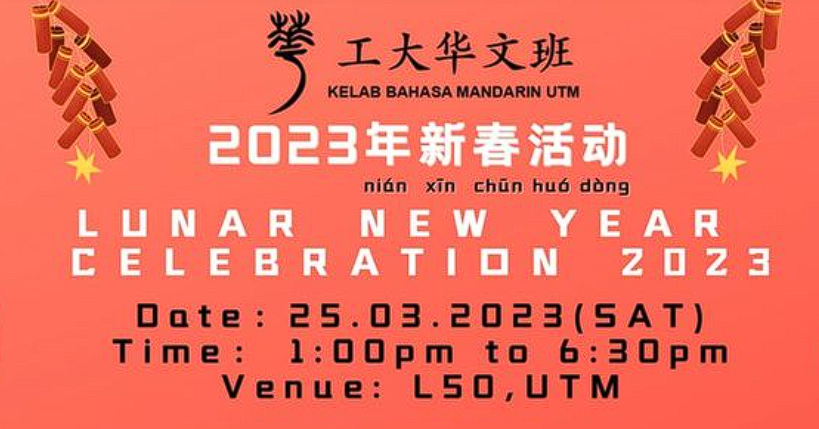 工大华文班
KELAB BAHASA MANDARIN UTM
2023年新春活动
nián xīn chūn huó dòng
LUNAR NEW YEAR
CELEBRATION 2023
Date: 25.03.2023(SAT)
Time: 1:00pm to 6:30pm
Venue: L50,UTM